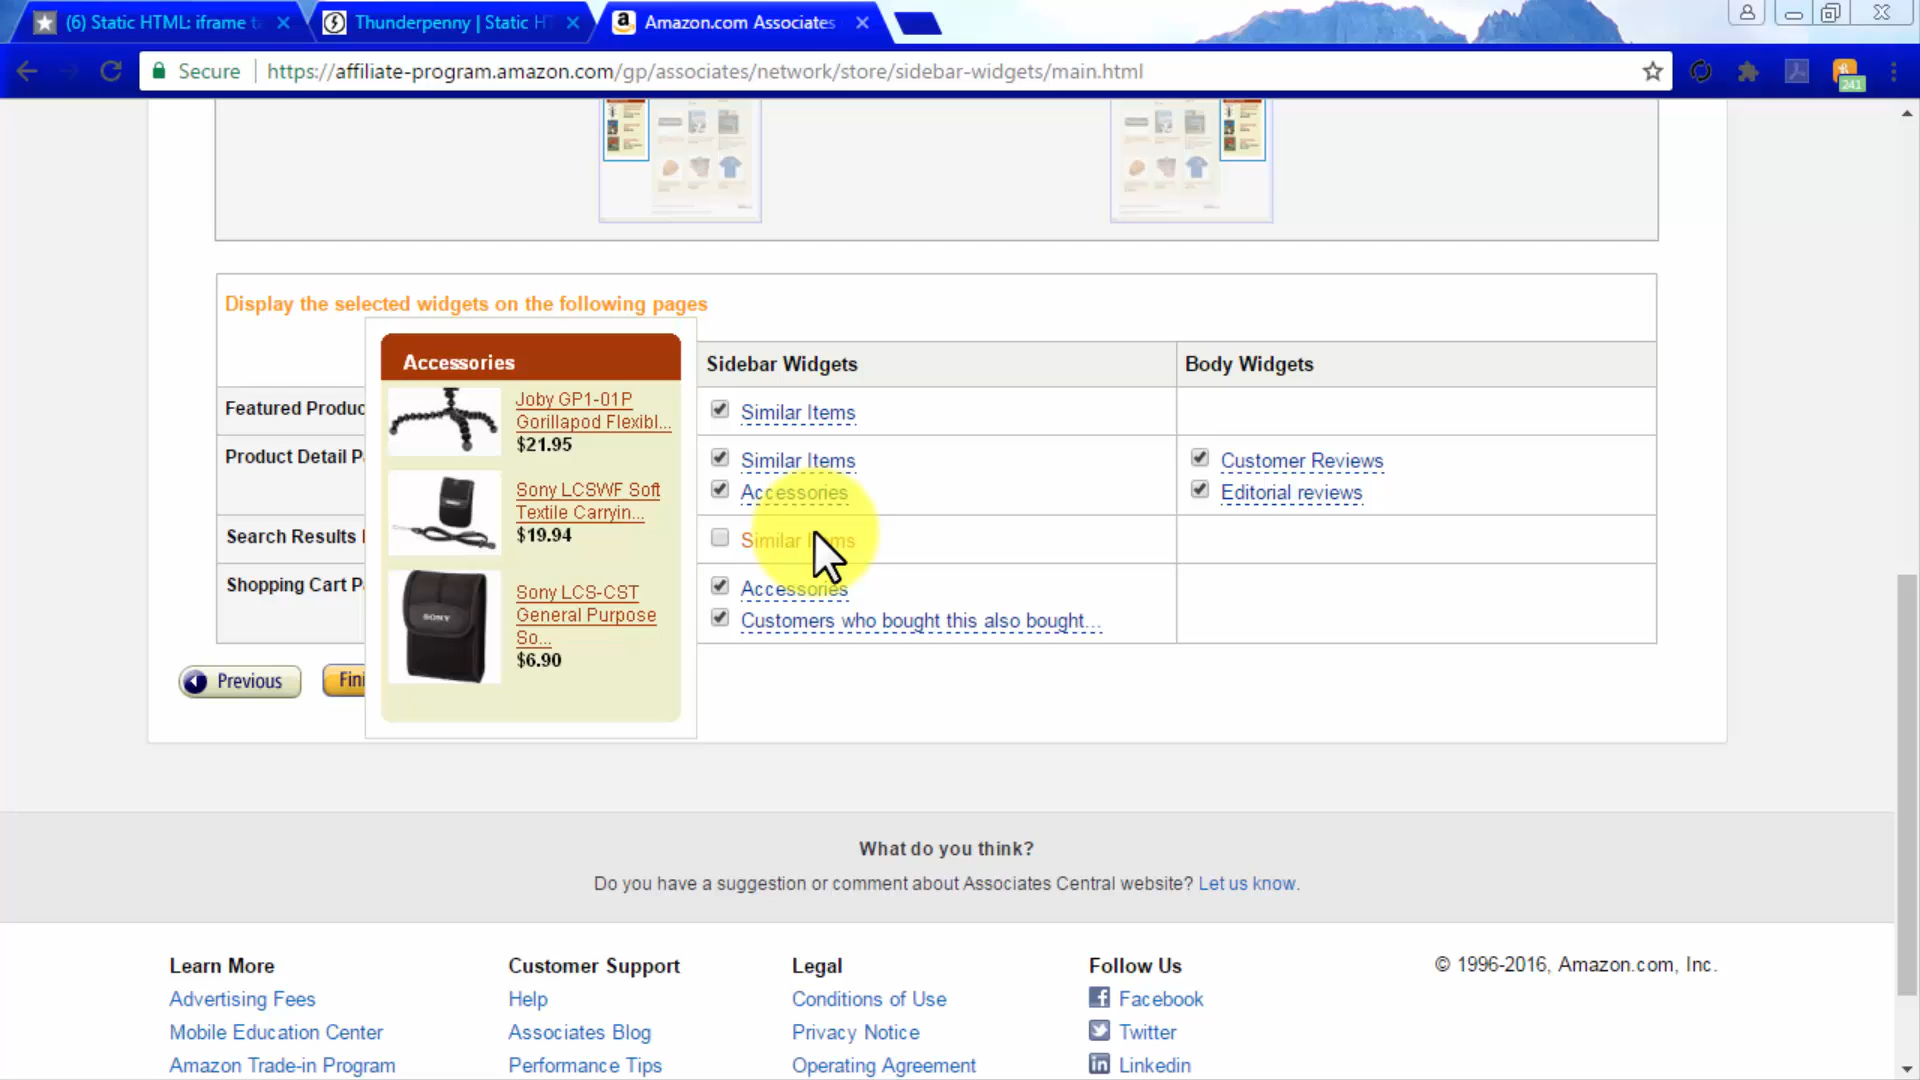 (6) Static HTML: iframe ta
Thunderpenny | Static HT
Amazon.com Associates
Secure
https://affiliate-program.amazon.com/gp/associates/network/store/sidebar-widgets/main.html
241
Display the selected widgets on the following pages
Sidebar Widgets
Body Widgets
Featured Produc
Similar Items
Product Detail P
Similar Items
Accessories
Customer Reviews
Editorial reviews
Search Results
Similar Items
Shopping Cart P
Accessories
Customers who bought this also bought...
Accessories
Joby GP1-01P
Gorillapod Flexibl...
$21.95
Sony LCSWF Soft
Textile Carryin...
$19.94
SONY
Sony LCS-CST
General Purpose
So...
$6.90
Previous
Fini
What do you think?
Do you have a suggestion or comment about Associates Central website? Let us know.
Learn More
Advertising Fees
Mobile Education Center
Amazon Trade-in Program
Customer Support
Help
Associates Blog
Performance Tips
Legal
Conditions of Use
Privacy Notice
Operating Agreement
Follow Us
Facebook
Twitter
Linkedin
© 1996-2016, Amazon.com, Inc.